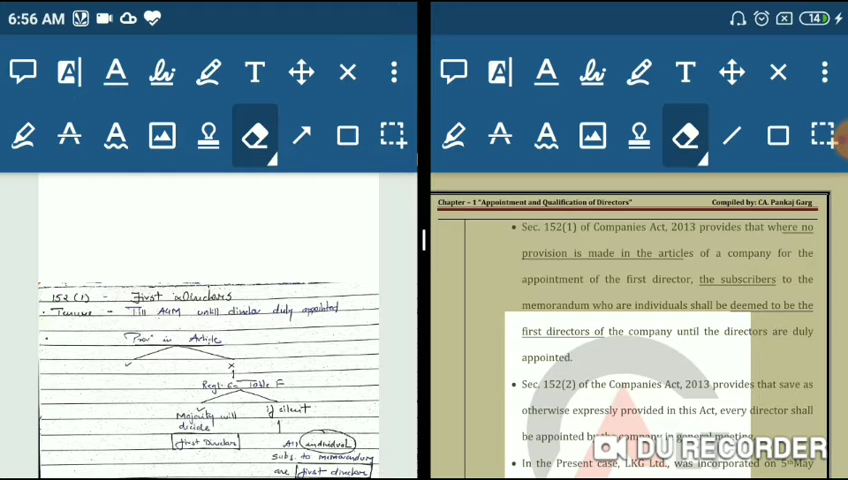 6:56 AM
14
152 (1) - First Directors
• Tenure - Till AGM untill director duly appointed
• Prov in Article
✓ x
Regl. 60 Table F
Majority will if silent
decide
first Director All individual
subs. to memorandum
are first director
Chapter – 1 "Appointment and Qualification of Directors" Compiled by: CA. Pankaj Garg
• Sec. 152(1) of Companies Act, 2013 provides that where no
provision is made in the articles of a company for the
appointment of the first director, the subscribers to the
memorandum who are individuals shall be deemed to be the
first directors of the company until the directors are duly
appointed.
• Sec. 152(2) of the Companies Act, 2013 provides that save as
otherwise expressly provided in this Act, every director shall
be appointed by the company in general meeting.
• In the Present case, LKG Ltd., was incorporated on 5th May
DU RECORDER